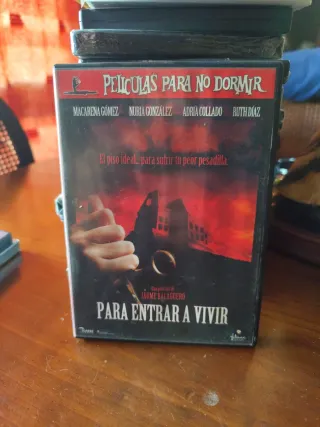 PELICULAS PARA NO DORMIR
MACARENA GÓMEZ NURIA GONZÁLEZ ADRIÀ COLLADO RUTH DÍAZ
El piso ideal, para sufrir tu peor pesadilla
JAUME BALAGUERÓ
PARA ENTRAR A VIVIR